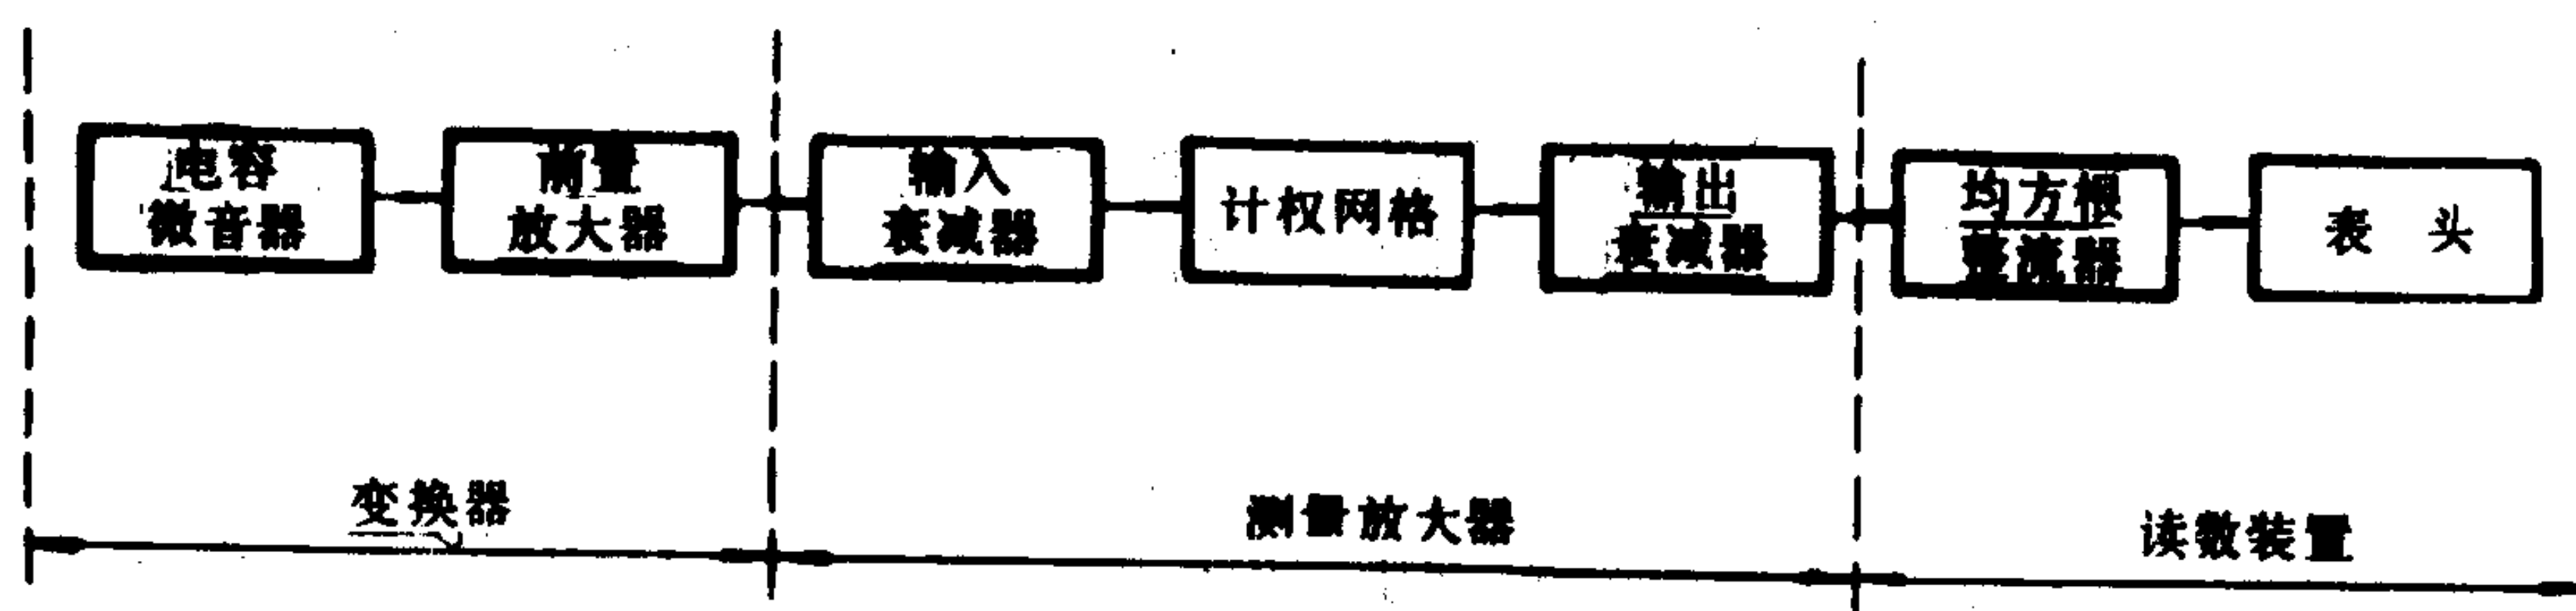 电容
微音器
前置
放大器
输入
衰减器
计权网格
输出
衰减器
均方根
整流器
表 头
变换器
测量放大器
读数装置